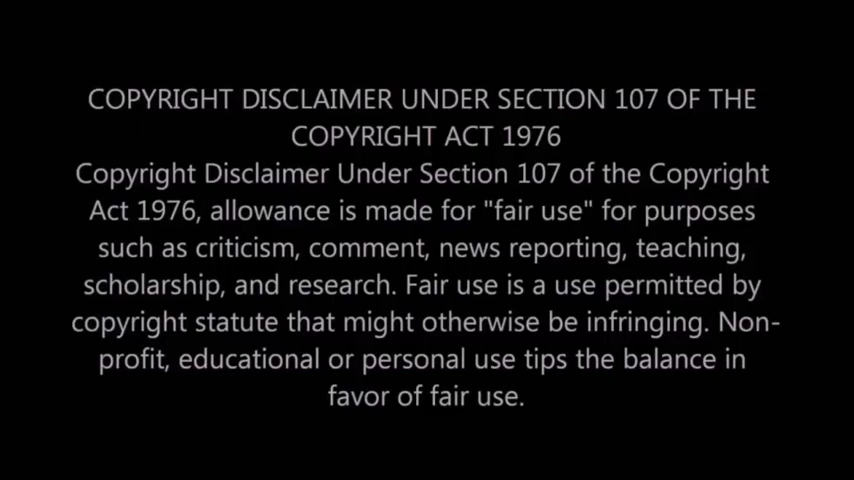 COPYRIGHT DISCLAIMER UNDER SECTION 107 OF THE
COPYRIGHT ACT 1976
Copyright Disclaimer Under Section 107 of the Copyright
Act 1976, allowance is made for "fair use" for purposes
such as criticism, comment, news reporting, teaching,
scholarship, and research. Fair use is a use permitted by
copyright statute that might otherwise be infringing. Non-
profit, educational or personal use tips the balance in
favor of fair use.